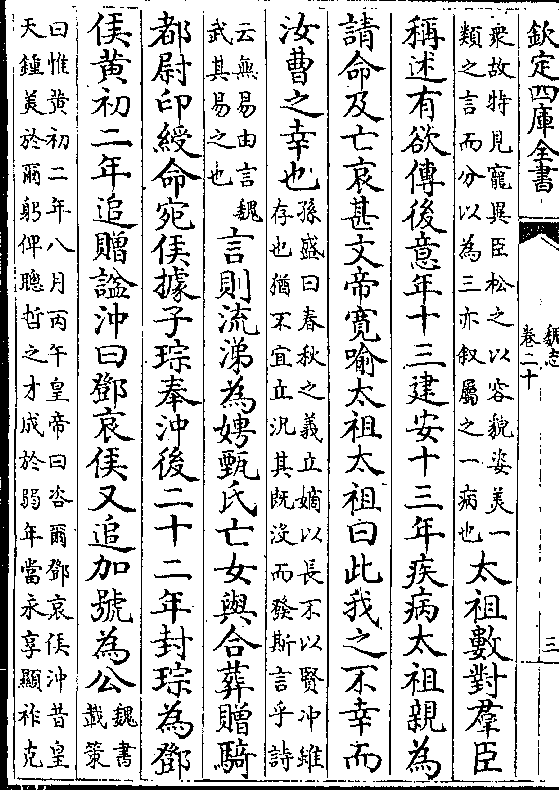 欽定四庫全書
魏志
卷二十
三
衆故特見寵異臣松之以容貌姿美一
類之言而分以為三亦叙屬之一病也
太祖數對羣臣
稱述有欲傳後意年十三建安十三年疾病太祖親為
請命及亡哀甚文帝寛喻太祖太祖曰此我之不幸而
汝曹之幸也
孫盛曰春秋之義立嫡以長不以賢沖雖
存也猶不宜立况其既没而發斯言乎詩
云無易由言魏
武其易之也
言則流涕為娉甄氏亡女與合葬贈騎
都尉印綬命宛侯據子琮奉沖後二十二年封琮為鄧
侯黄初二年追贈謚沖曰鄧哀侯又追加號為公
魏書
載策
曰惟黄初二年八月丙午皇帝曰咨爾鄧哀侯沖昔皇
天鍾美於爾躬俾聰哲之才成於弱年當永享顯祚克